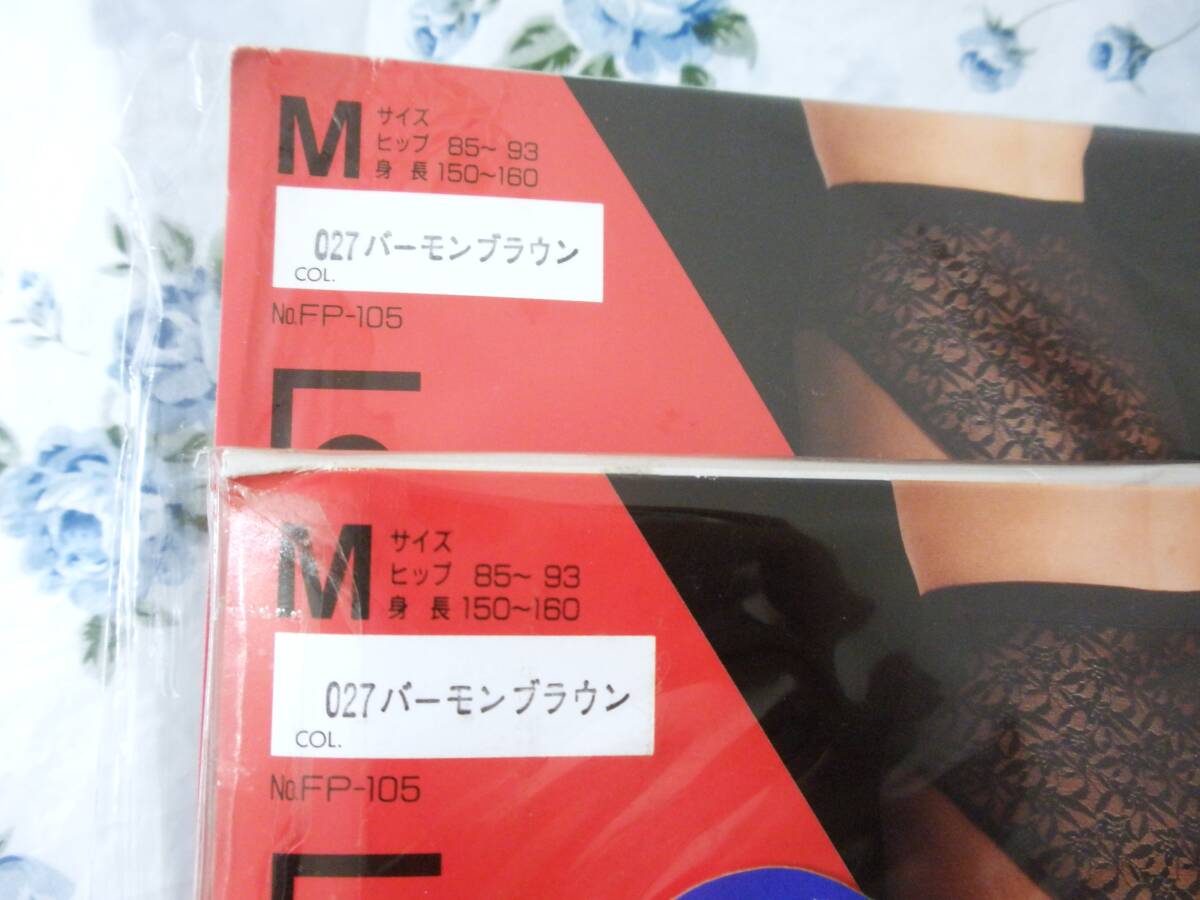 M サイズ
ヒップ 85〜93
身長 150〜160
027バーモンブラウン
COL.
No.FP-105
M サイズ
ヒップ 85〜93
身長 150〜160
027バーモンブラウン
COL.
No.FP-105